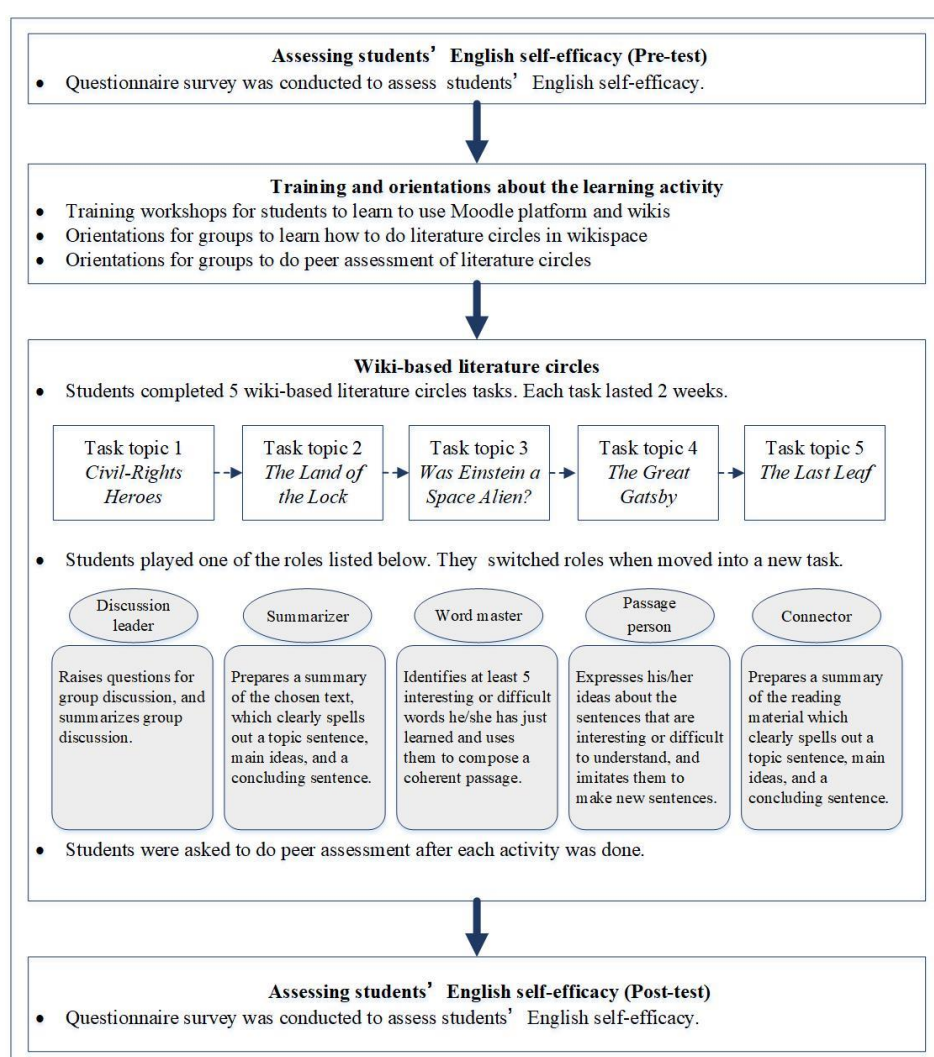 Assessing students’ English self-efficacy (Pre-test)
• Questionnaire survey was conducted to assess students’ English self-efficacy.
Training and orientations about the learning activity
• Training workshops for students to learn to use Moodle platform and wikis
• Orientations for groups to learn how to do literature circles in wikispace
• Orientations for groups to do peer assessment of literature circles
Wiki-based literature circles
• Students completed 5 wiki-based literature circles tasks. Each task lasted 2 weeks.
Task topic 1
Civil-Rights
Heroes
Task topic 2
The Land of
the Lock
Task topic 3
Was Einstein a
Space Alien?
Task topic 4
The Great
Gatsby
Task topic 5
The Last Leaf
• Students played one of the roles listed below. They switched roles when moved into a new task.
Discussion
leader
Raises questions for
group discussion, and
summarizes group
discussion.
Summarizer
Prepares a summary
of the chosen text,
which clearly spells
out a topic sentence,
main ideas, and a
concluding sentence.
Word master
Identifies at least 5
interesting or difficult
words he/she has just
learned and uses
them to compose a
coherent passage.
Passage
person
Expresses his/her
ideas about the
sentences that are
interesting or difficult
to understand, and
imitates them to
make new sentences.
Connector
Prepares a summary
of the reading
material which
clearly spells out a
topic sentence, main
ideas, and a
concluding sentence.
• Students were asked to do peer assessment after each activity was done.
Assessing students’ English self-efficacy (Post-test)
• Questionnaire survey was conducted to assess students’ English self-efficacy.